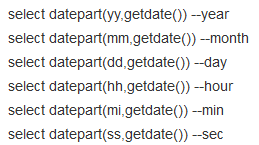 select datepart(yy,getdate()) --year
select datepart(mm,getdate()) --month
select datepart(dd,getdate()) --day
select datepart(hh,getdate()) --hour
select datepart(mi,getdate()) --min
select datepart(ss,getdate()) --sec